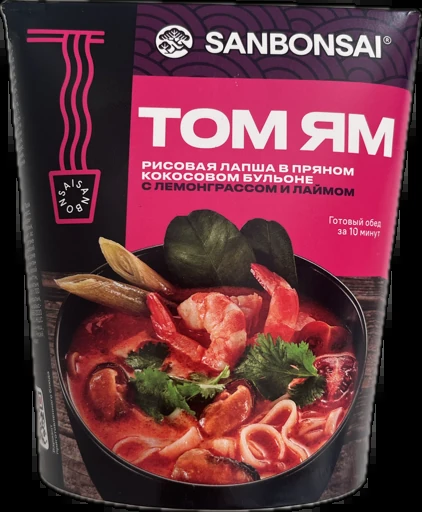 SANBONSAI®
SANBONSAI
ТОМ ЯМ
РИСОВАЯ ЛАПША В ПРЯНОМ
КОКОСОВОМ БУЛЬОНЕ
С ЛЕМОНГРАССОМ И ЛАЙМОМ
Готовый обед
за 10 минут